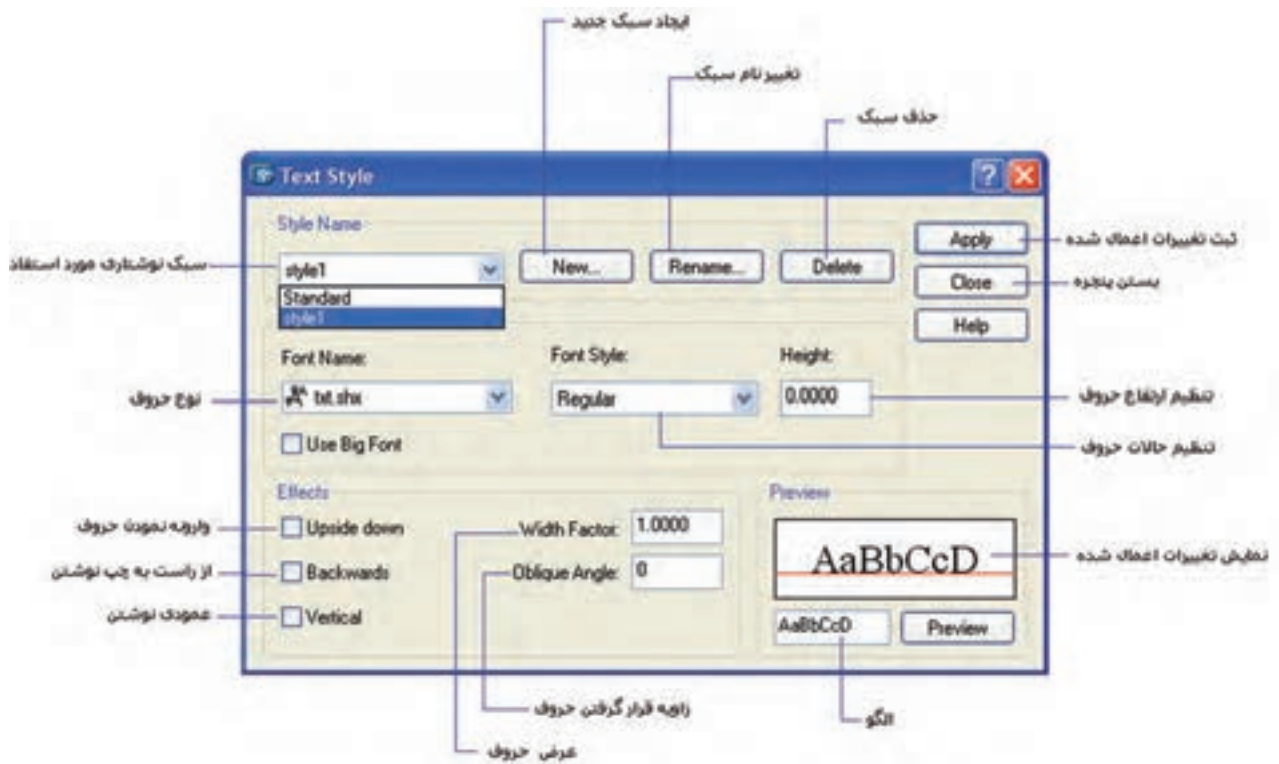 ایجاد سبک جدید
تغییر نام سبک
حذف سبک
Text Style
Style Name
Apply
ثبت تغییرات اعمال شده
سبک نوشتاری مورد استفاد
style1
New...
Rename...
Delete
Close
بستن پنجره
Standard
style1
Help
Font Name:
Font Style:
Height:
نوع حروف
txt.shx
Regular
0.0000
تنظیم ارتفاع حروف
Use Big Font
تنظیم حالات حروف
Effects
Preview
وارونه نمودن حروف
Upside down
Width Factor:
1.0000
AaBbCcD
نمایش تغییرات اعمال شده
از راست به چپ نوشتن
Backwards
Oblique Angle:
0
عمودی نوشتن
Vertical
AaBbCcD
Preview
زاویه قرار گرفتن حروف
الگو
عرض حروف